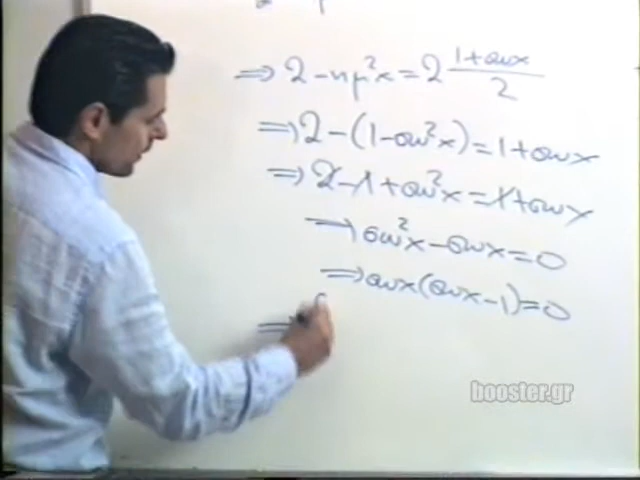 ⇒ 2 - ημ²x = 2 (1+συνx)/2
⇒ 2 - (1 - συν²x) = 1 + συνx
⇒ 2 - 1 + συν²x = 1 + συνx
⇒ συν²x - συνx = 0
⇒ συνx(συνx - 1) = 0
⇒
booster.gr